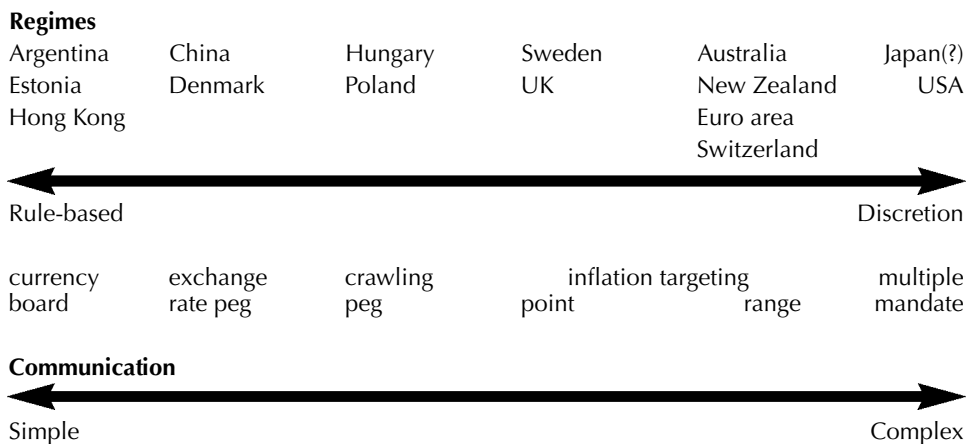 Regimes
Argentina China Hungary Sweden Australia Japan(?)
Estonia Denmark Poland UK New Zealand USA
Hong Kong Euro area
Switzerland
Rule-based Discretion
currency exchange crawling inflation targeting multiple
board rate peg peg point range mandate
Communication
Simple Complex